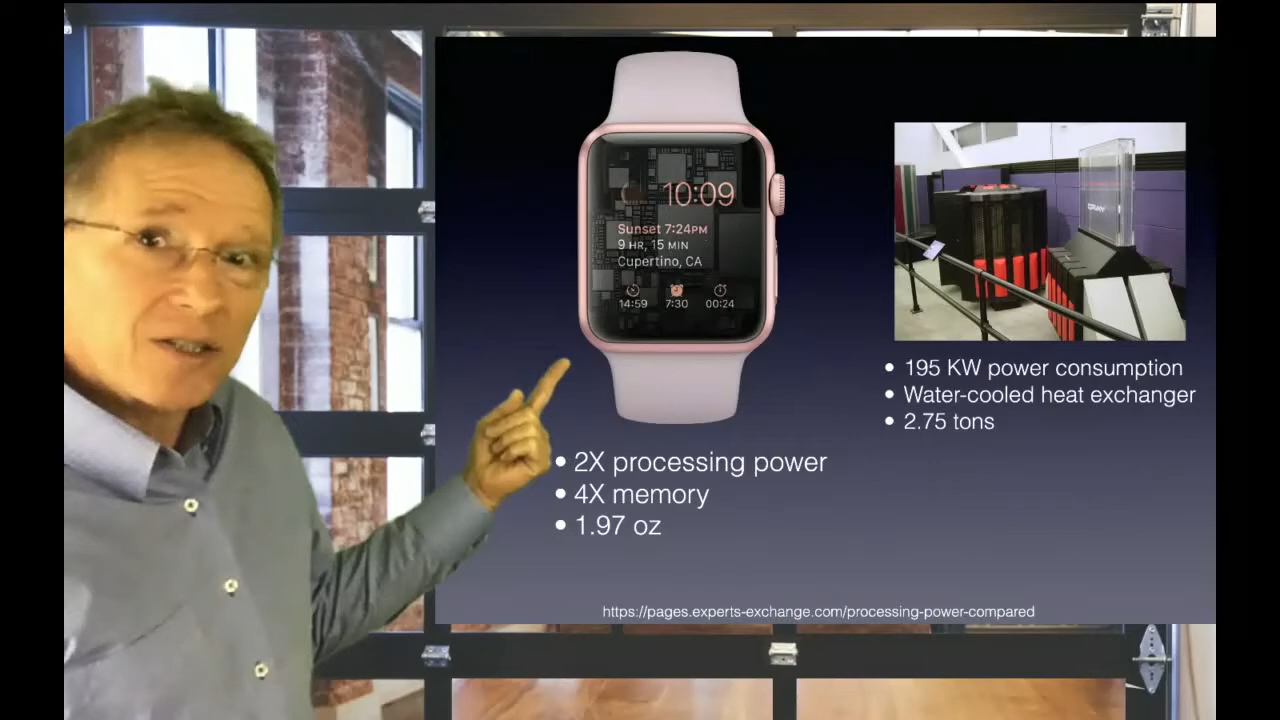 10:09
Sunset 7:24PM
9 HR, 15 MIN
Cupertino, CA
14:59 7:30 00:24
• 2X processing power
• 4X memory
• 1.97 oz
CRAY
• 195 KW power consumption
• Water-cooled heat exchanger
• 2.75 tons
https://pages.experts-exchange.com/processing-power-compared